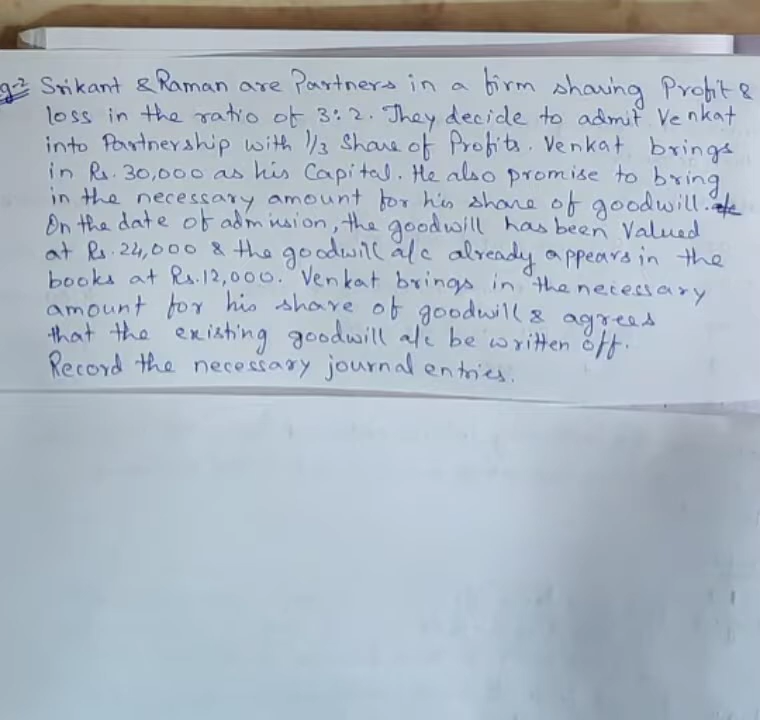 g-2 Srikant & Raman are Partners in a firm sharing Profit &
loss in the ratio of 3:2. They decide to admit Venkat
into Partnership with 1/3 Share of Profits. Venkat brings
in Rs. 30,000 as his Capital. He also promise to bring
in the necessary amount for his share of goodwill.
On the date of admission, the goodwill has been Valued
at Rs. 24,000 & the goodwill a/c already appears in the
books at Rs.12,000. Venkat brings in the necessary
amount for his share of goodwill & agrees
that the existing goodwill a/c be written off.
Record the necessary journal entries.